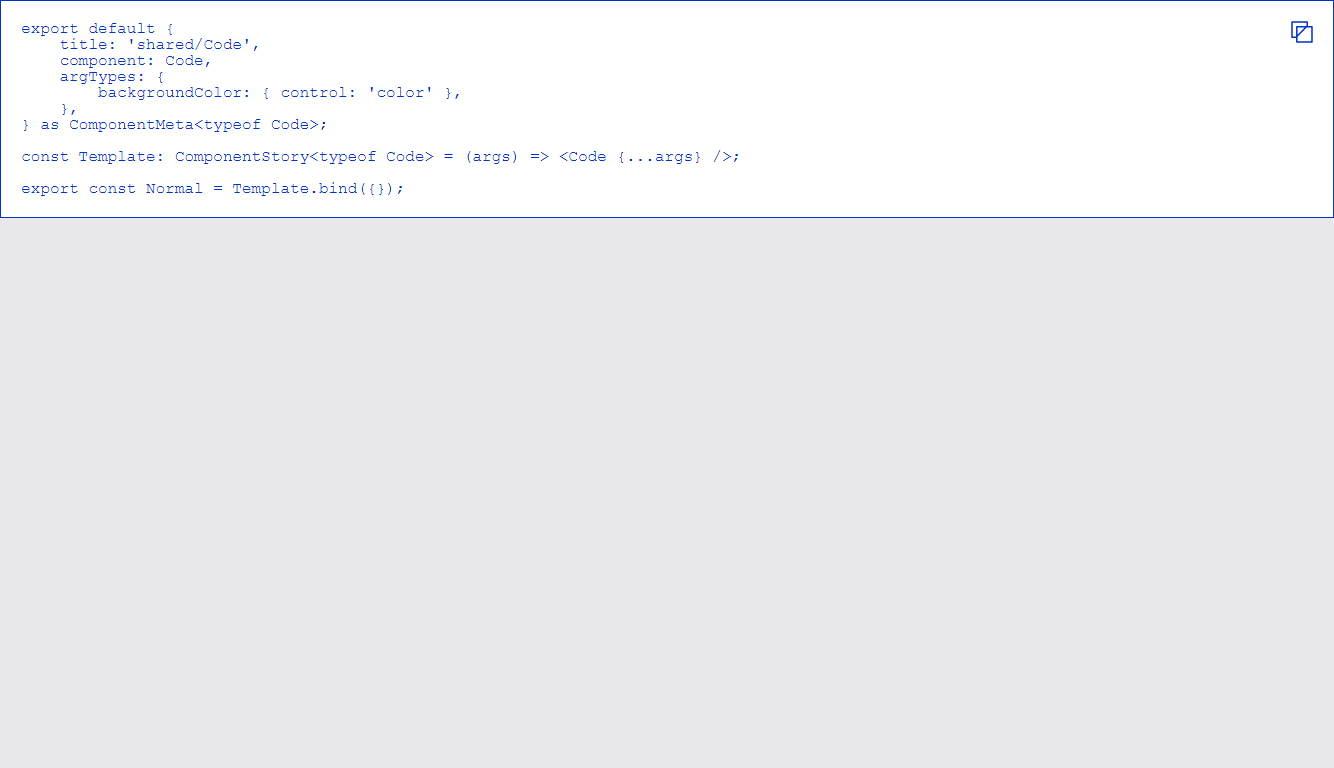 export default {
    title: 'shared/Code',
    component: Code,
    argTypes: {
        backgroundColor: { control: 'color' },
    },
} as ComponentMeta<typeof Code>;

const Template: ComponentStory<typeof Code> = (args) => <Code {...args} />;

export const Normal = Template.bind({});